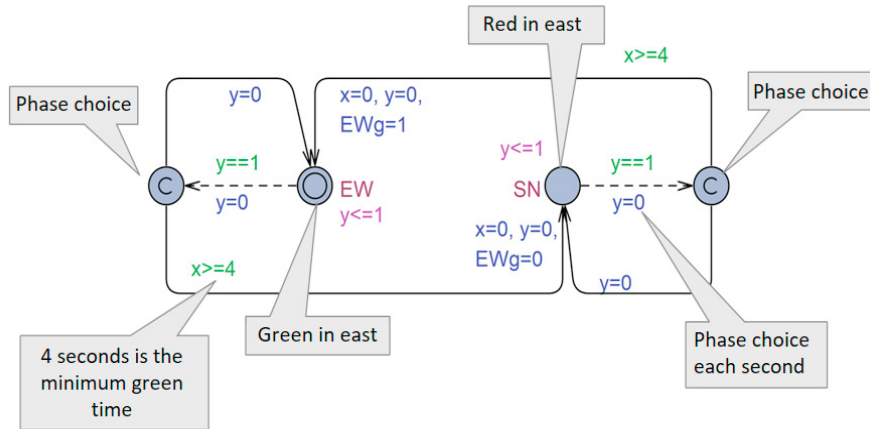 Red in east
x>=4
Phase choice
y=0
x=0, y=0,
EWg=1
Phase choice
y==1
y<=1
y==1
C
EW
SN
C
y=0
y<=1
y=0
x=0, y=0,
EWg=0
x>=4
y=0
Green in east
4 seconds is the
minimum green
time
Phase choice
each second